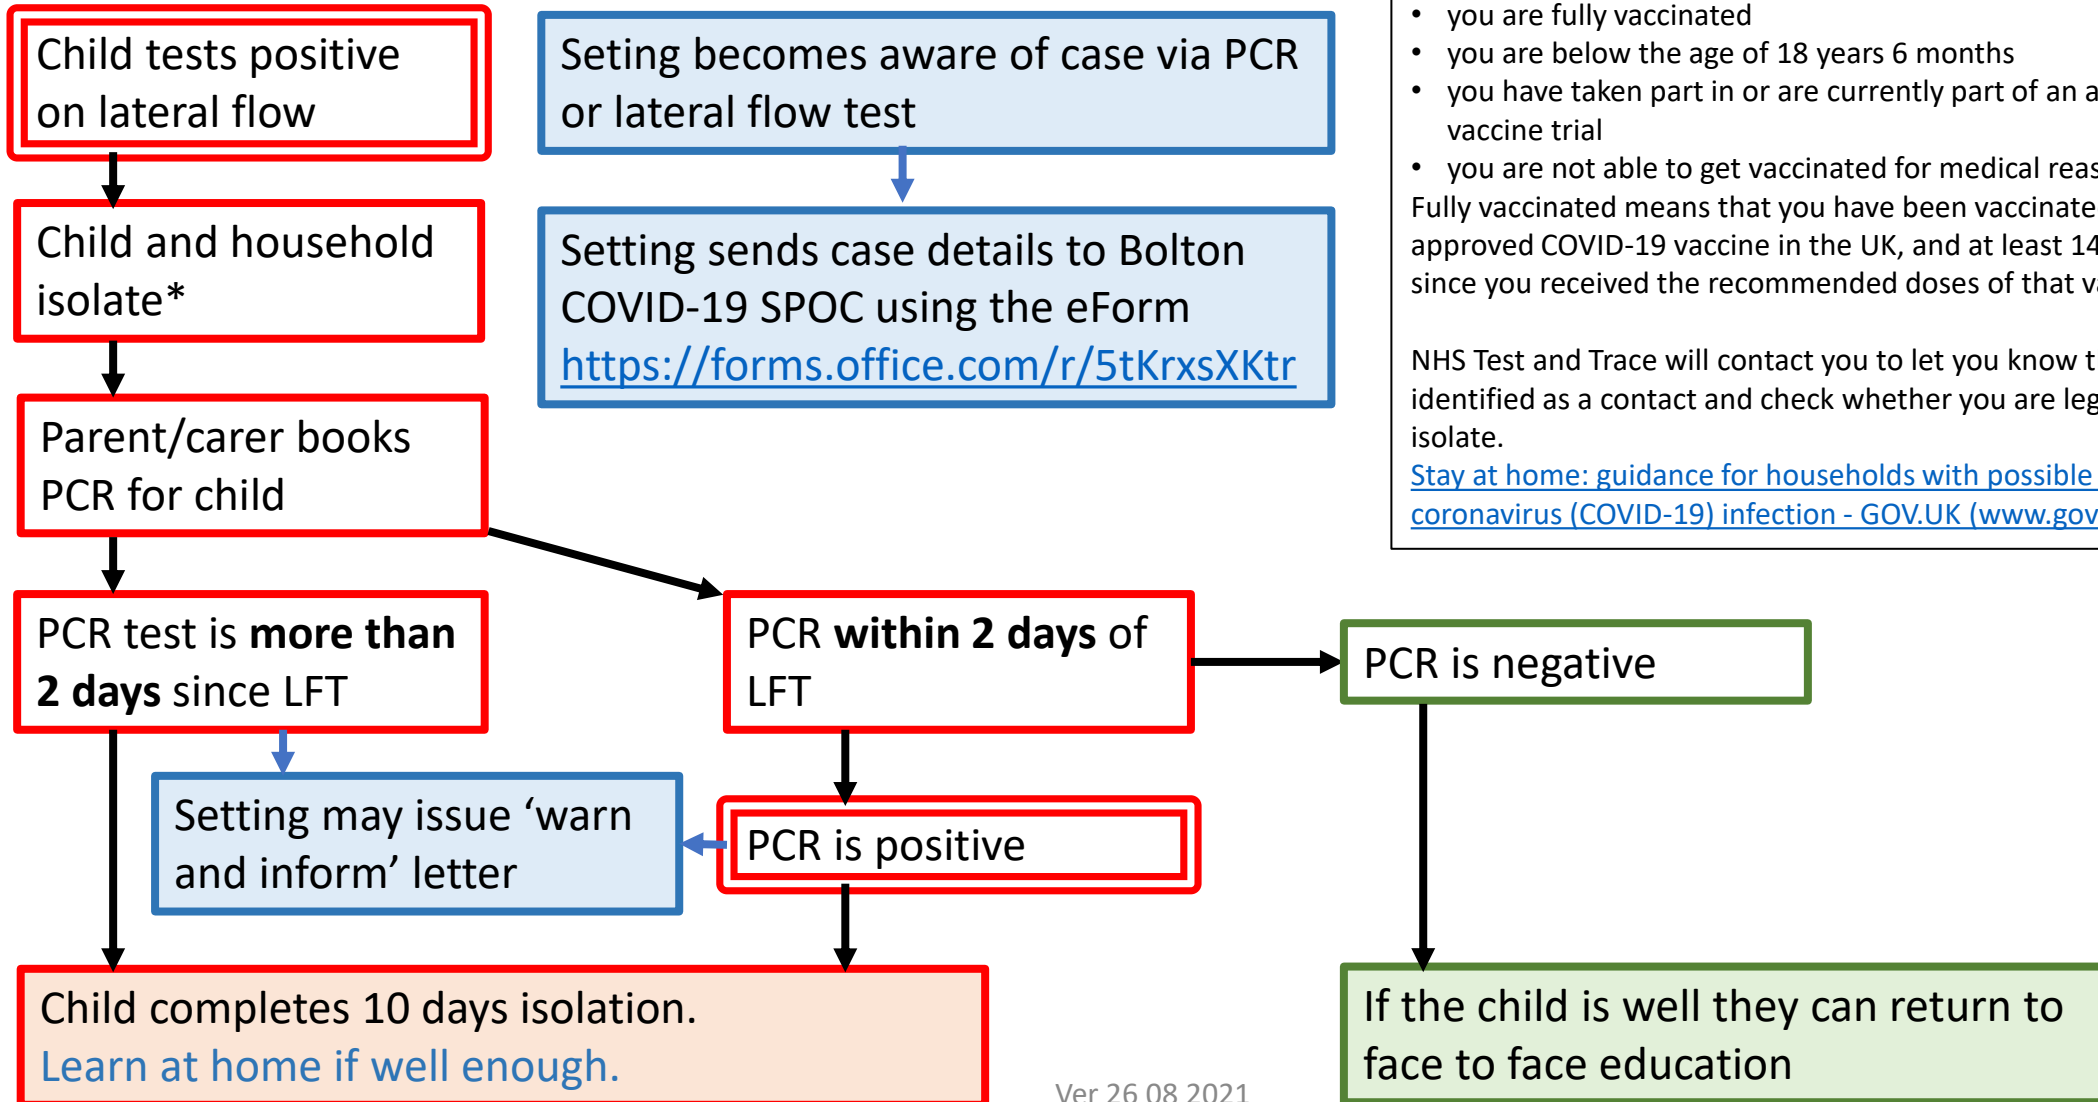 Child tests positive
on lateral flow
Child and household
isolate*
Parent/carer books
PCR for child
PCR test is more than
2 days since LFT
Seting becomes aware of case via PCR
or lateral flow test
Setting sends case details to Bolton
COVID-19 SPOC using the eForm
https://forms.office.com/r/5tKrxsXKtr
• you are fully vaccinated
• you are below the age of 18 years 6 months
• you have taken part in or are currently part of an
vaccine trial
• you are not able to get vaccinated for medical
Fully vaccinated means that you have been
approved COVID-19 vaccine in the UK, and at least 14
since you received the recommended doses of that
NHS Test and Trace will contact you to let you know
identified as a contact and check whether you are
isolate.
Stay at home: guidance for households with possible
coronavirus (COVID-19) infection - GOV.UK (www.gov
PCR within 2 days of
LFT
PCR is negative
Setting may issue ‘warn
and inform’ letter
PCR is positive
Child completes 10 days isolation.
Learn at home if well enough.
If the child is well they can return to
face to face education
Ver 26 08 2021